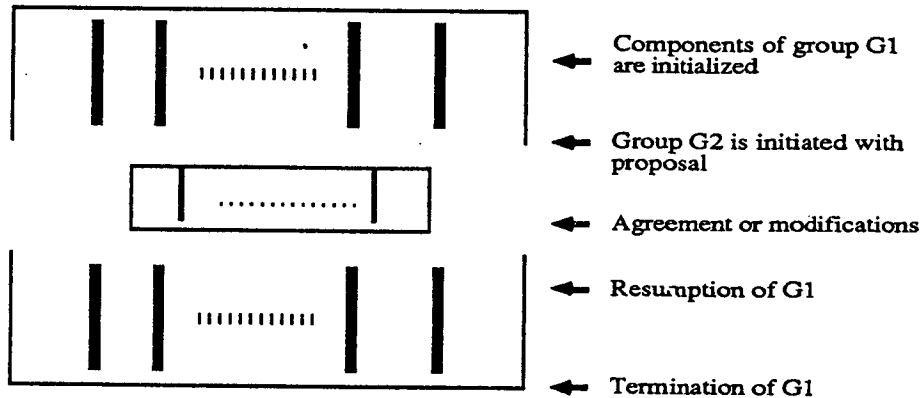 Components of group G1
are initialized
Group G2 is initiated with
proposal
Agreement or modifications
Resumption of G1
Termination of G1